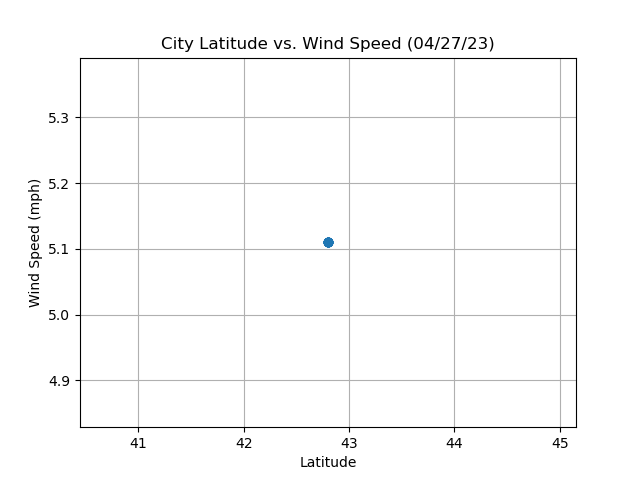 City Latitude vs. Wind Speed (04/27/23)
5.3
5.2
5.1
5.0
4.9
Wind Speed (mph)
41 42 43 44 45
Latitude